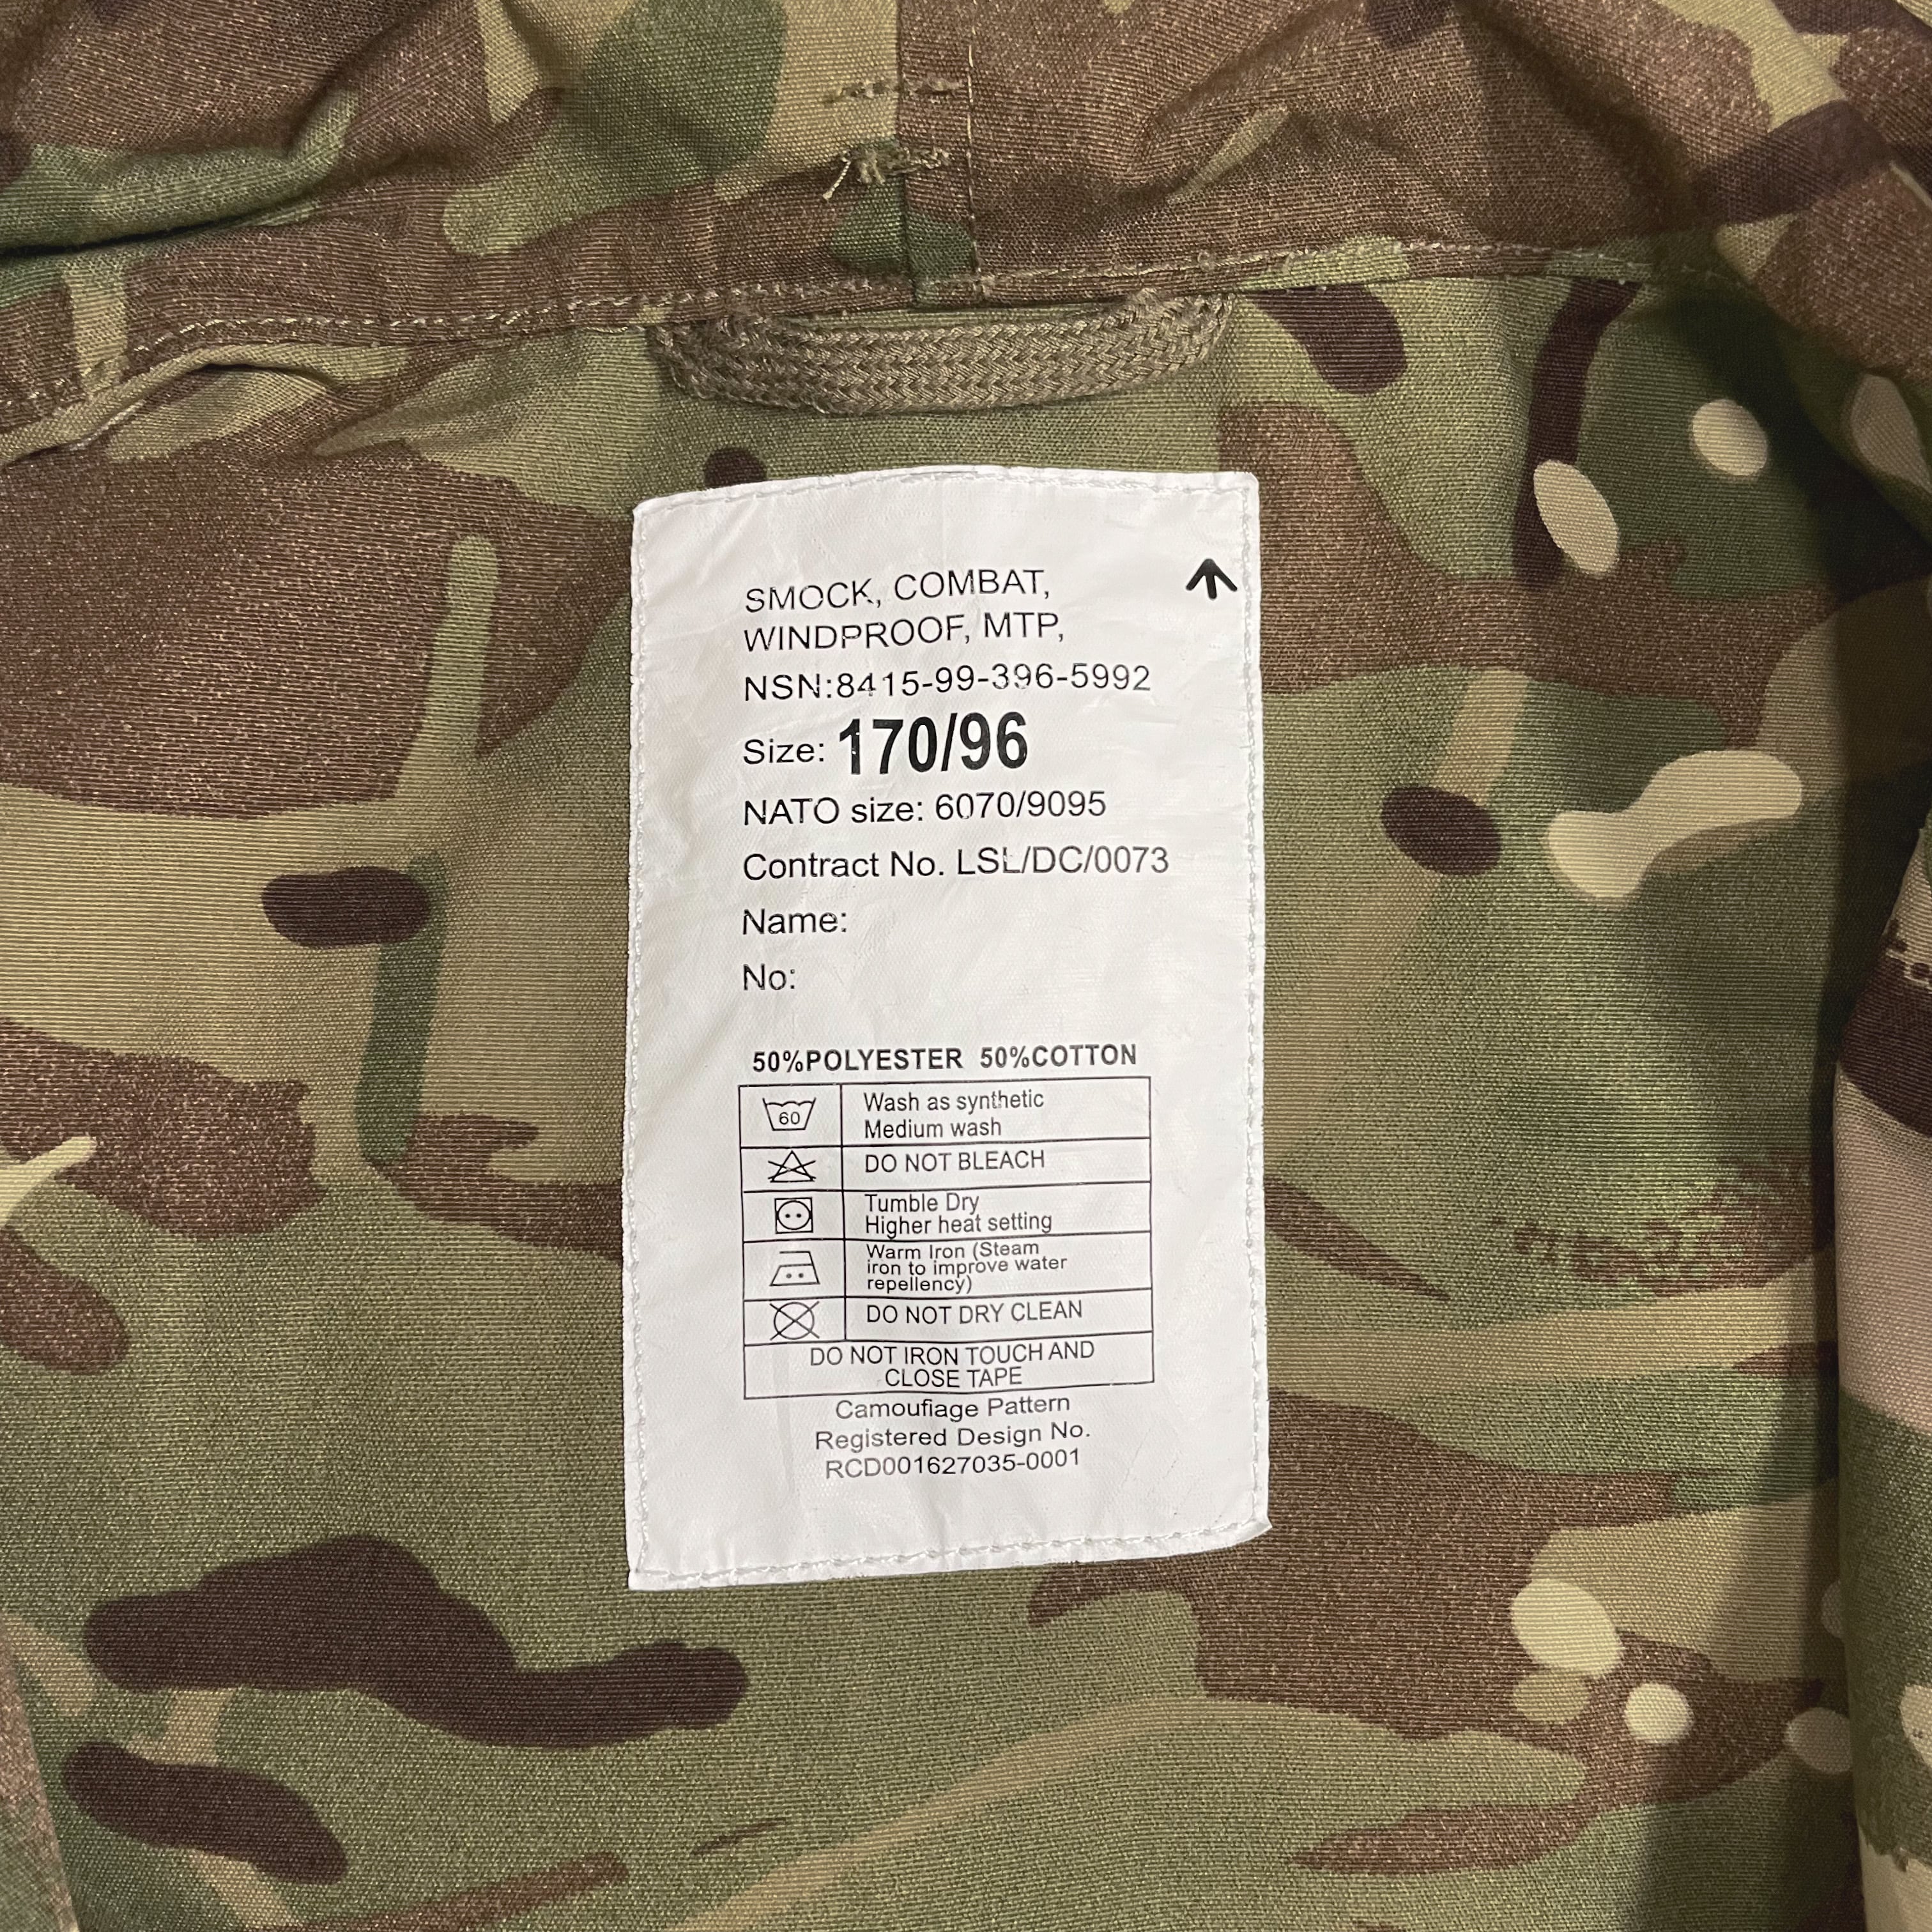 SMOCK, COMBAT,
WINDPROOF, MTP,
NSN:8415-99-396-5992
Size: 170/96
NATO size: 6070/9095
Contract No. LSL/DC/0073
Name:
No:
50%POLYESTER 50%COTTON
60
Wash as synthetic
Medium wash
DO NOT BLEACH
Tumble Dry
Higher heat setting
Warm Iron (Steam
iron to improve water
repellency)
DO NOT DRY CLEAN
DO NOT IRON TOUCH AND
CLOSE TAPE
Camouflage Pattern
Registered Design No.
RCD001627035-0001